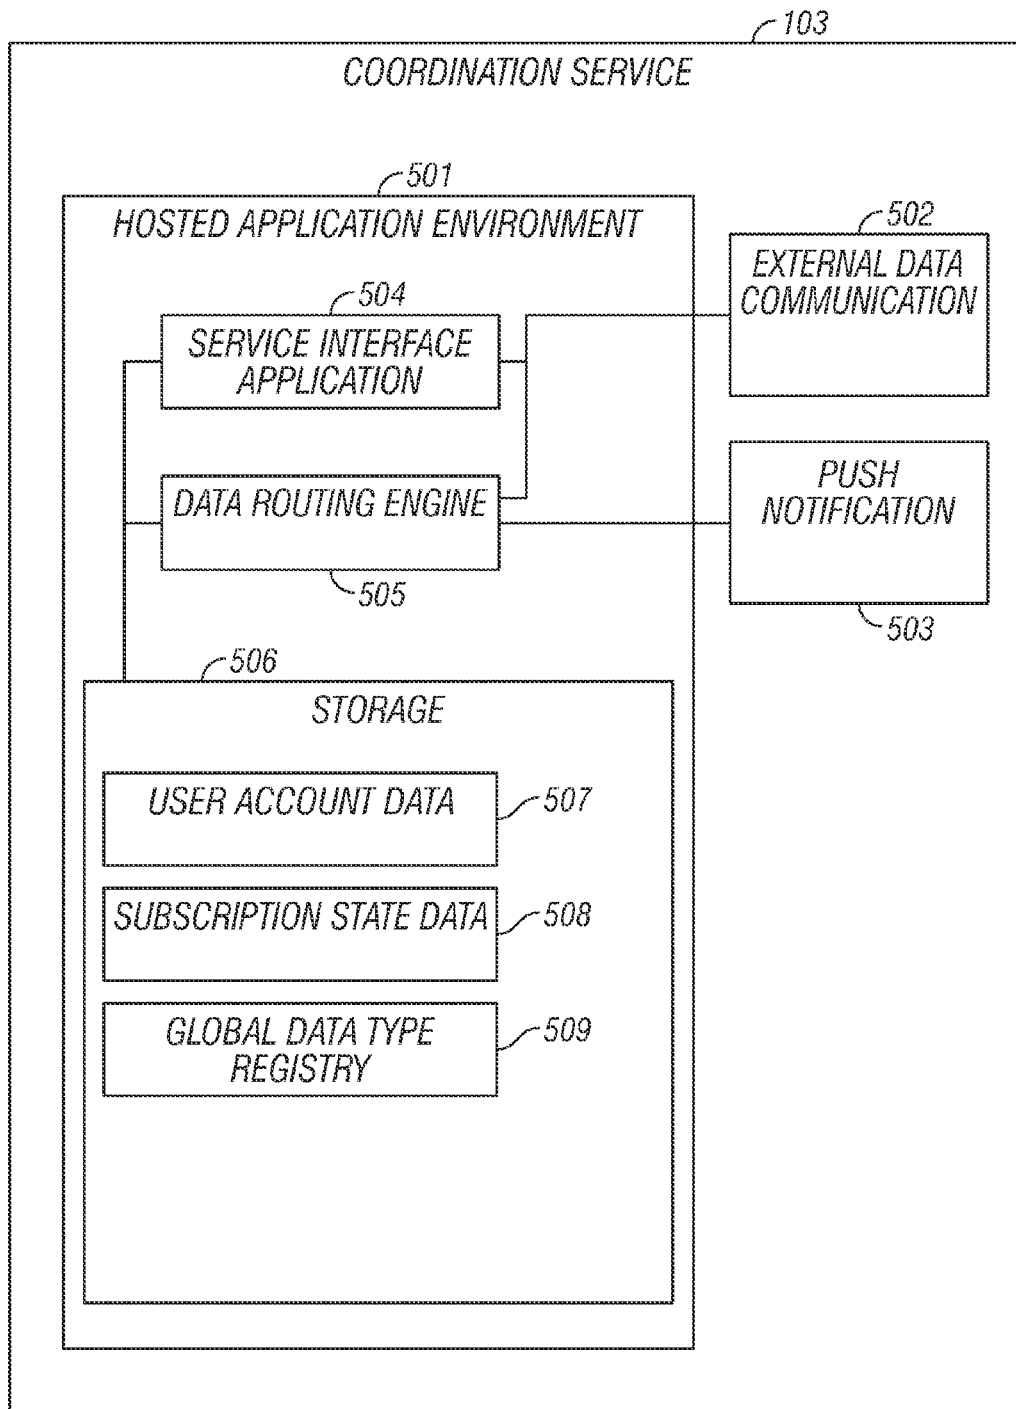 103
COORDINATION SERVICE
501
HOSTED APPLICATION ENVIRONMENT
502
EXTERNAL DATA
COMMUNICATION
504
SERVICE INTERFACE
APPLICATION
DATA ROUTING ENGINE
505
PUSH
NOTIFICATION
503
506
STORAGE
USER ACCOUNT DATA
507
SUBSCRIPTION STATE DATA
508
GLOBAL DATA TYPE
REGISTRY
509